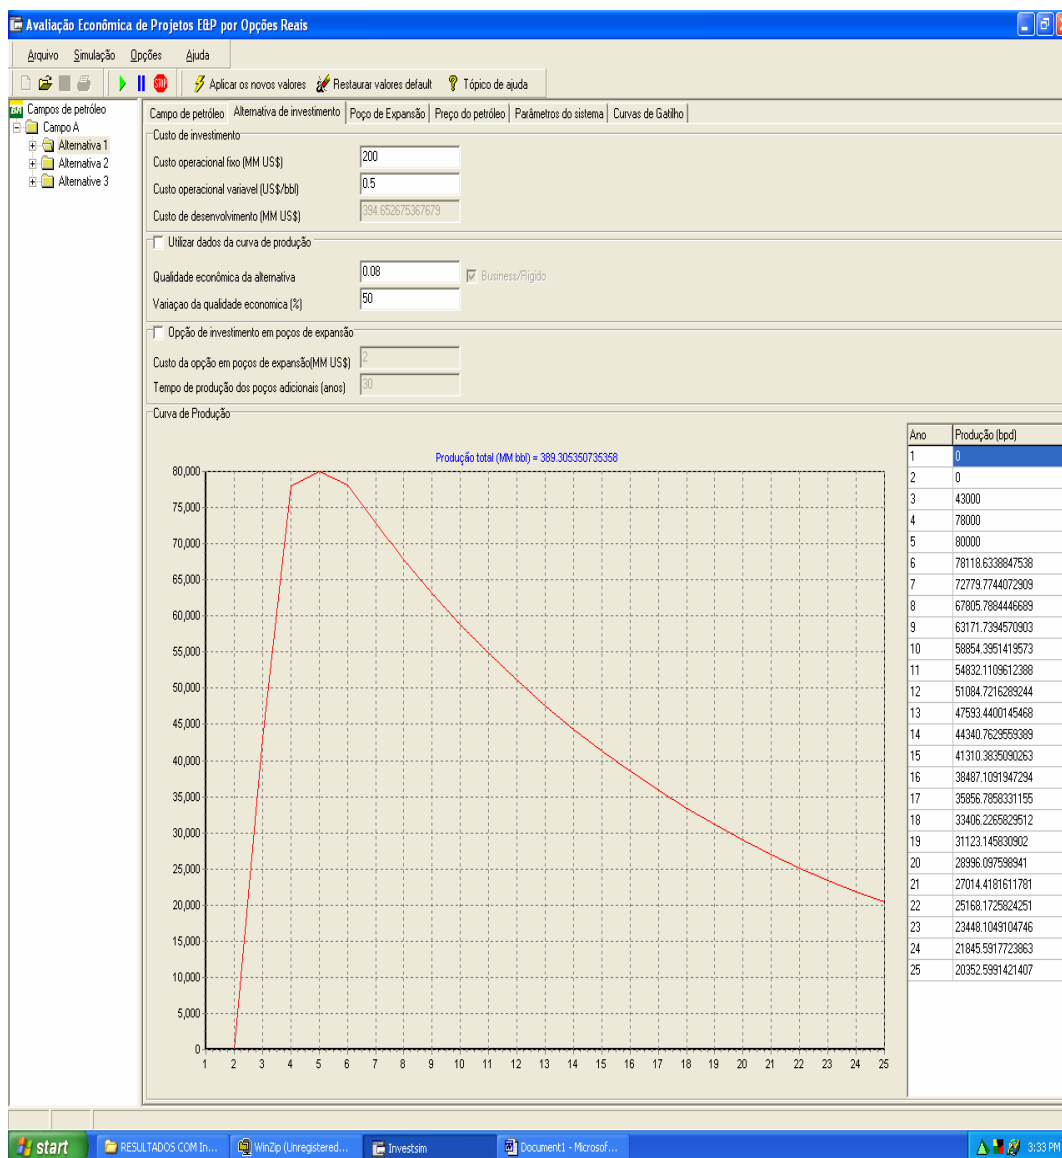 Avaliação Econômica de Projetos E&P por Opções Reais
Arquivo Simulação Opções Ajuda
STOP Aplicar os novos valores Restaurar valores default Tópico de ajuda
BR Campos de petróleo
Campo A
Alternativa 1
Alternativa 2
Alternative 3
Campo de petróleo Alternativa de investimento Poço de Expansão Preço do petróleo Parâmetros do sistema Curvas de Gatilho
Custo de investimento
Custo operacional fixo (MM US$) 200
Custo operacional variavel (US$/bbl) 0.5
Custo de desenvolvimento (MM US$) 394.652675367679
Utilizar dados da curva de produção
Qualidade econômica da alternativa 0.08 Business/Rigido
Variaçao da qualidade economica (%) 50
Opção de investimento em poços de expansão
Custo da opção em poços de expansão(MM US$) 2
Tempo de produção dos poços adicionais (anos) 30
Curva de Produção
Produção total (MM bbl) = 389.305350735358
80,000
75,000
70,000
65,000
60,000
55,000
50,000
45,000
40,000
35,000
30,000
25,000
20,000
15,000
10,000
5,000
0
1 2 3 4 5 6 7 8 9 10 11 12 13 14 15 16 17 18 19 20 21 22 23 24 25
Ano Produção (bpd)
1 0
2 0
3 43000
4 78000
5 80000
6 78118.6338847538
7 72779.7744072909
8 67805.7884446689
9 63171.7394570903
10 58854.3951419573
11 54832.1109612388
12 51084.7216289244
13 47593.4400145468
14 44340.7629559389
15 41310.3835090263
16 38487.1091947294
17 35856.7858331155
18 33406.2265829512
19 31123.145830902
20 28996.097598941
21 27014.4181611781
22 25168.1725824251
23 23448.1049104746
24 21845.5917723863
25 20352.5991421407
start RESULTADOS COM In... WinZip (Unregistered... Investsim Document1 - Microsof... 3:33 PM